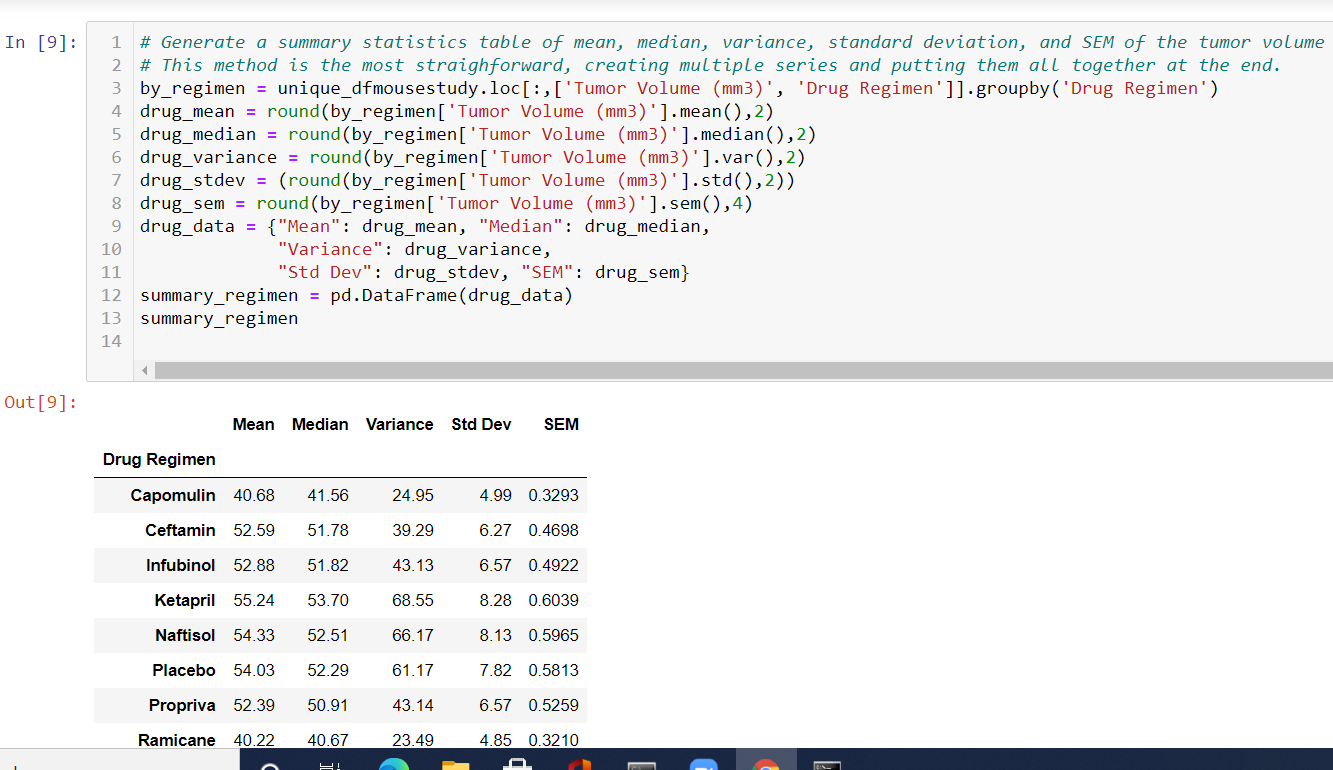 In [9]:
1 # Generate a summary statistics table of mean, median, variance, standard deviation, and SEM of the tumor volume
2 # This method is the most straighforward, creating multiple series and putting them all together at the end.
3 by_regimen = unique_dfmousestudy.loc[:,['Tumor Volume (mm3)', 'Drug Regimen']].groupby('Drug Regimen')
4 drug_mean = round(by_regimen['Tumor Volume (mm3)'].mean(),2)
5 drug_median = round(by_regimen['Tumor Volume (mm3)'].median(),2)
6 drug_variance = round(by_regimen['Tumor Volume (mm3)'].var(),2)
7 drug_stdev = (round(by_regimen['Tumor Volume (mm3)'].std(),2))
8 drug_sem = round(by_regimen['Tumor Volume (mm3)'].sem(),4)
9 drug_data = {"Mean": drug_mean, "Median": drug_median,
10 "Variance": drug_variance,
11 "Std Dev": drug_stdev, "SEM": drug_sem}
12 summary_regimen = pd.DataFrame(drug_data)
13 summary_regimen
14
Out[9]:
Mean Median Variance Std Dev SEM
Drug Regimen
Capomulin 40.68 41.56 24.95 4.99 0.3293
Ceftamin 52.59 51.78 39.29 6.27 0.4698
Infubinol 52.88 51.82 43.13 6.57 0.4922
Ketapril 55.24 53.70 68.55 8.28 0.6039
Naftisol 54.33 52.51 66.17 8.13 0.5965
Placebo 54.03 52.29 61.17 7.82 0.5813
Propriva 52.39 50.91 43.14 6.57 0.5259
Ramicane 40.22 40.67 23.49 4.85 0.3210